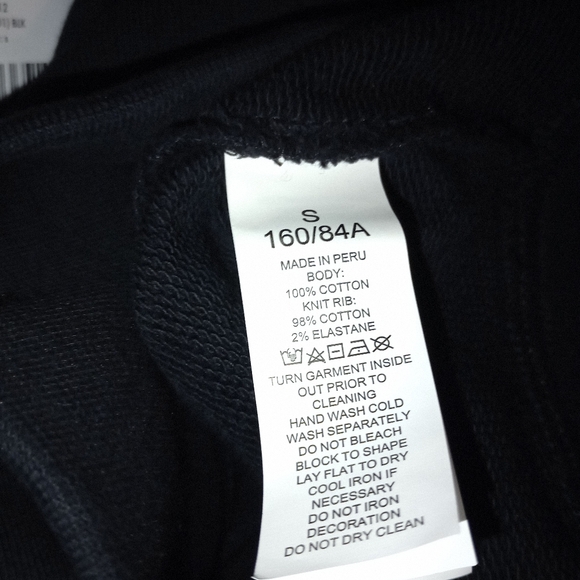 S
160/84A
MADE IN PERU
BODY:
100% COTTON
KNIT RIB:
98% COTTON
2% ELASTANE
TURN GARMENT INSIDE
OUT PRIOR TO
CLEANING
HAND WASH COLD
WASH SEPARATELY
DO NOT BLEACH
BLOCK TO SHAPE
LAY FLAT TO DRY
COOL IRON IF
NECESSARY
DO NOT IRON
DECORATION
DO NOT DRY CLEAN